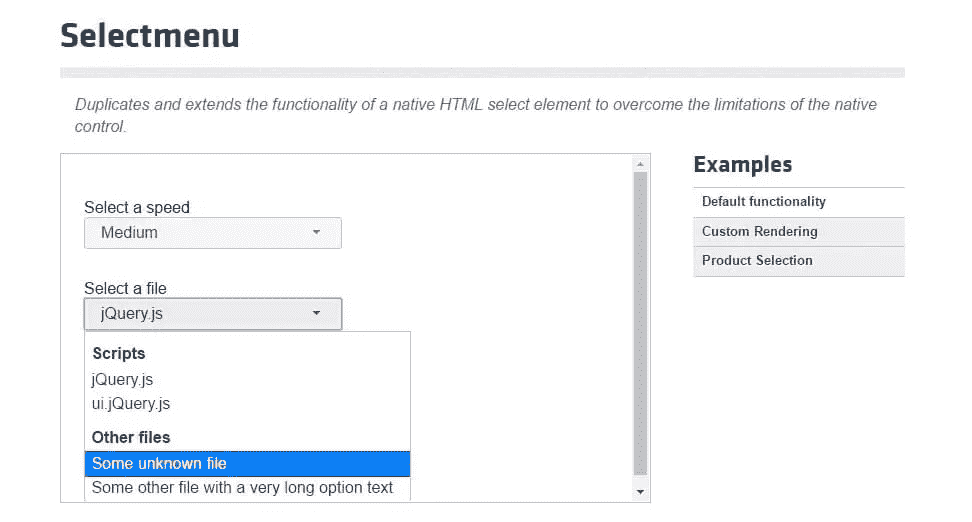 Selectmenu
Duplicates and extends the functionality of a native HTML select element to overcome the limitations of the native
control.
Select a speed
Medium
Select a file
jQuery.js
Scripts
jQuery.js
ui.jQuery.js
Other files
Some unknown file
Some other file with a very long option text
Examples
Default functionality
Custom Rendering
Product Selection